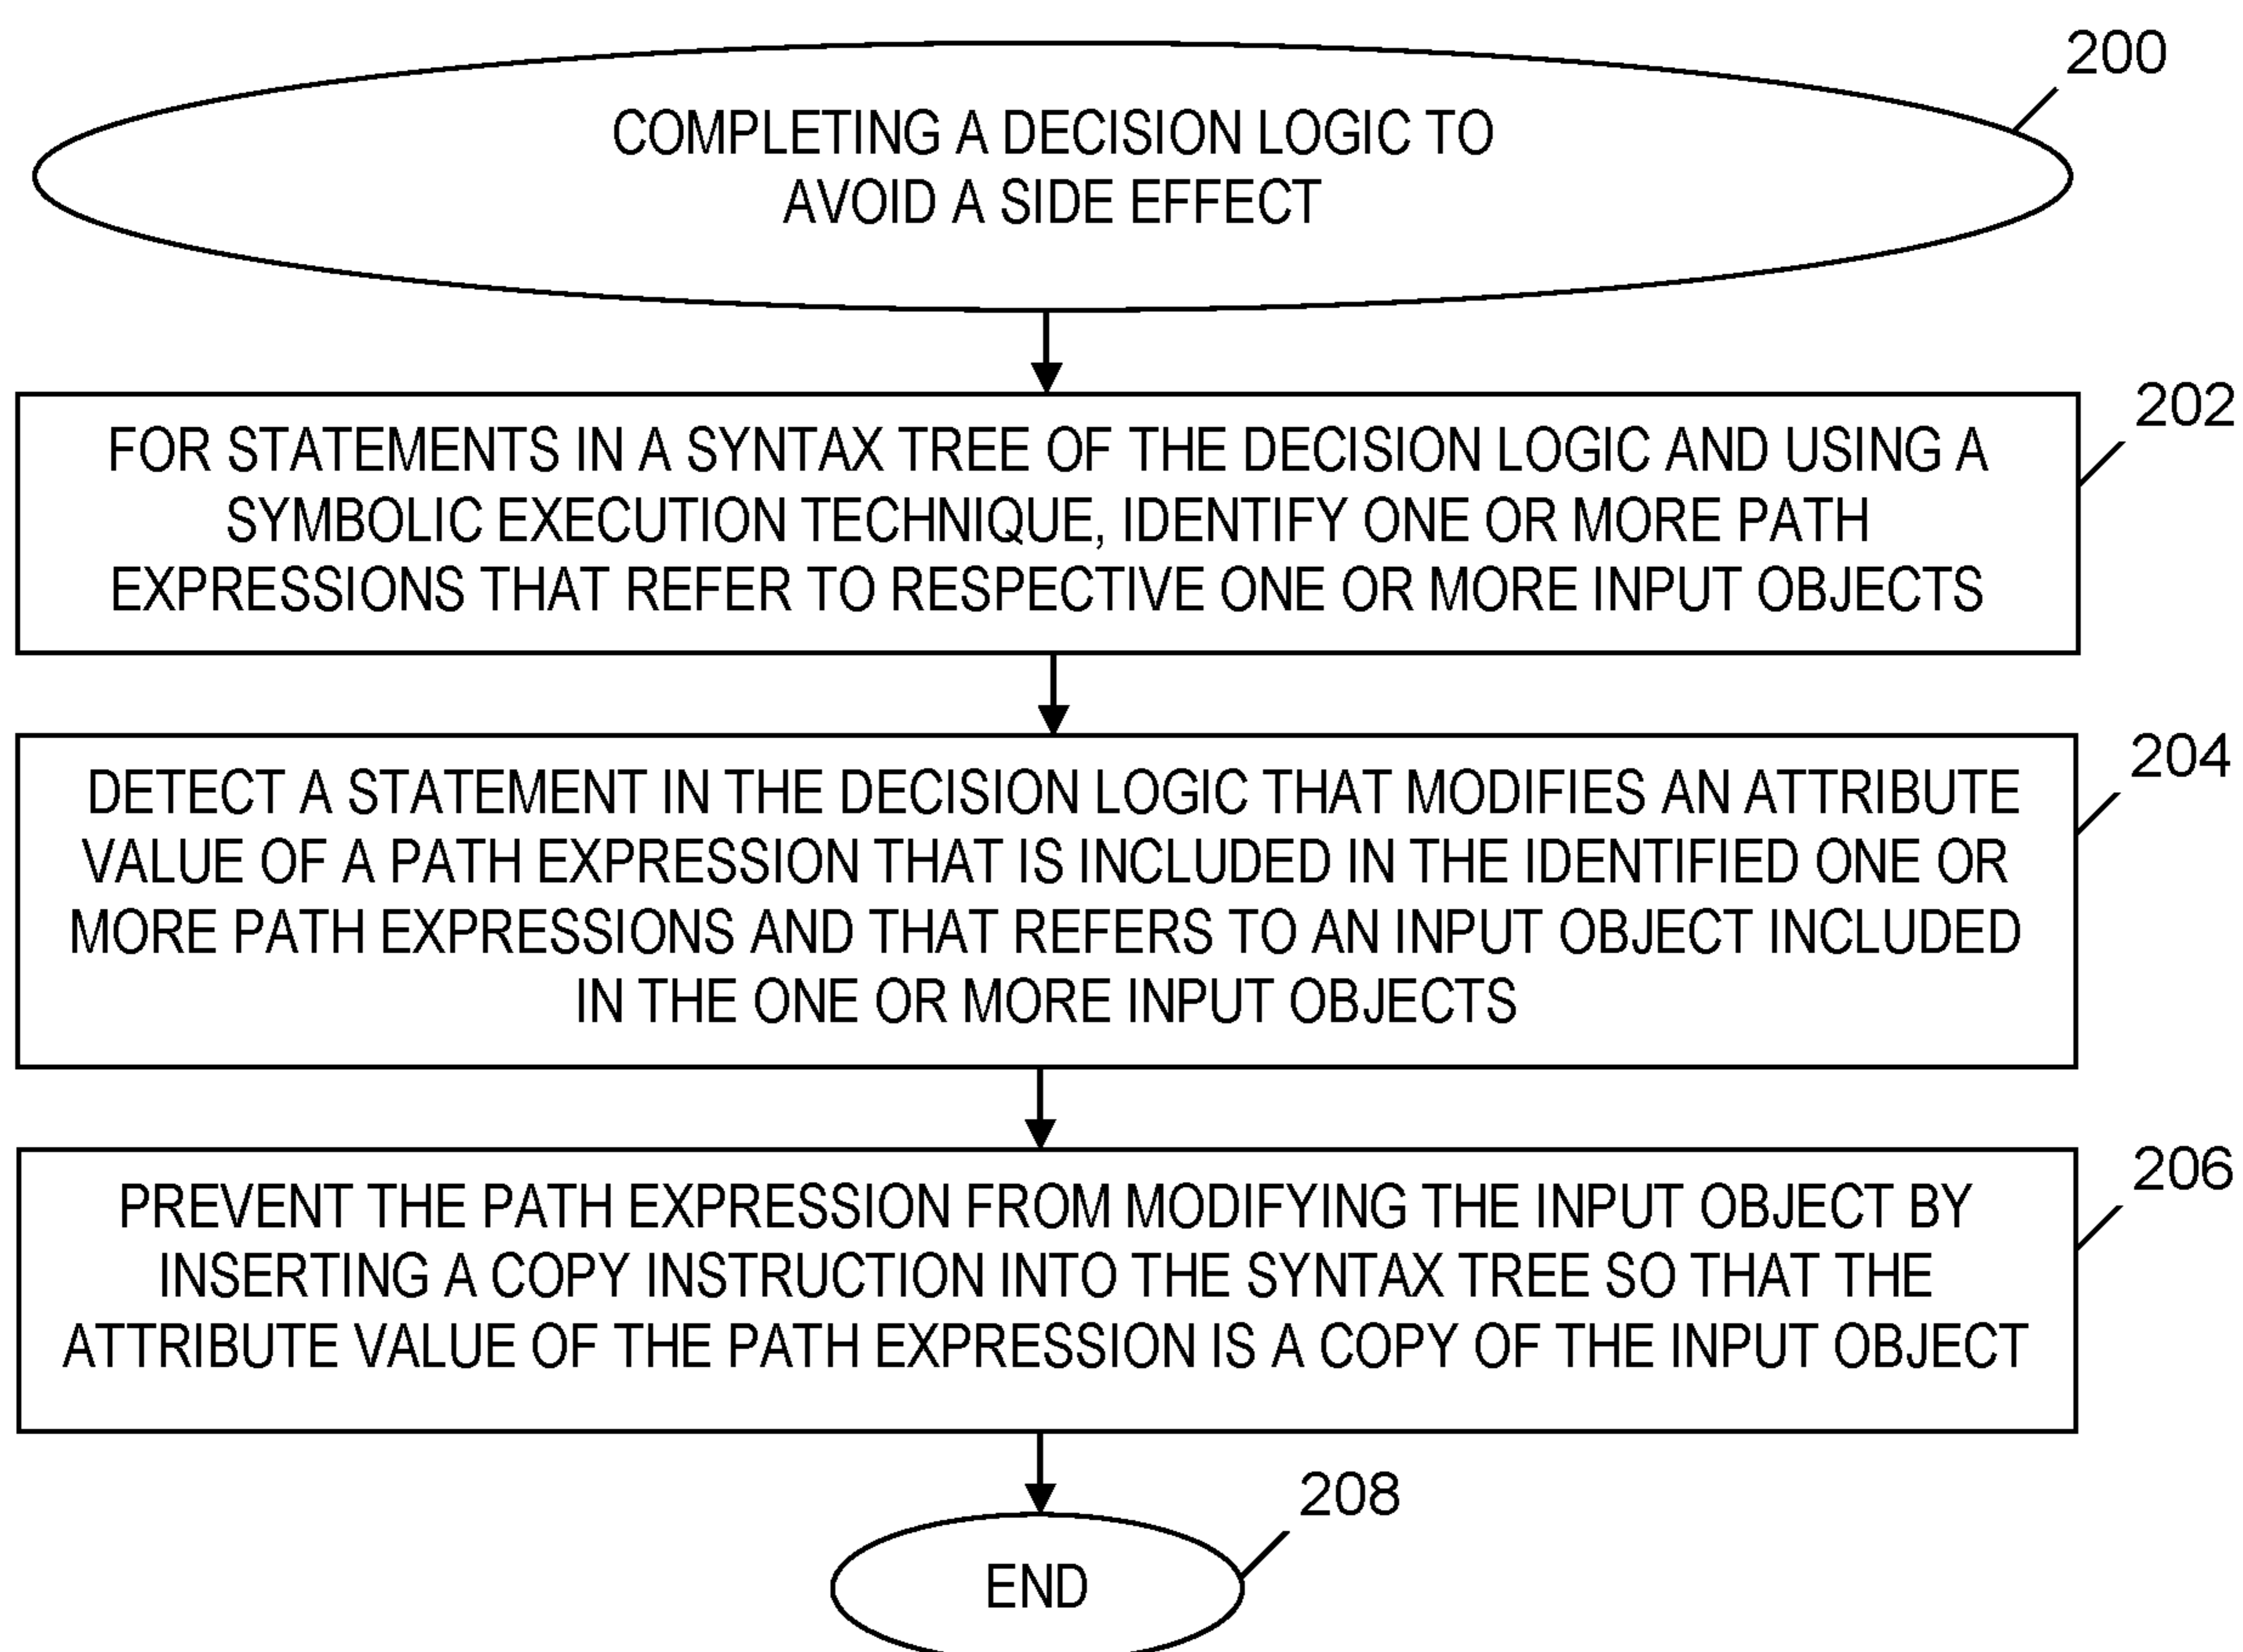 200
COMPLETING A DECISION LOGIC TO
AVOID A SIDE EFFECT
202
FOR STATEMENTS IN A SYNTAX TREE OF THE DECISION LOGIC AND USING A
SYMBOLIC EXECUTION TECHNIQUE, IDENTIFY ONE OR MORE PATH
EXPRESSIONS THAT REFER TO RESPECTIVE ONE OR MORE INPUT OBJECTS
204
DETECT A STATEMENT IN THE DECISION LOGIC THAT MODIFIES AN ATTRIBUTE
VALUE OF A PATH EXPRESSION THAT IS INCLUDED IN THE IDENTIFIED ONE OR
MORE PATH EXPRESSIONS AND THAT REFERS TO AN INPUT OBJECT INCLUDED
IN THE ONE OR MORE INPUT OBJECTS
206
PREVENT THE PATH EXPRESSION FROM MODIFYING THE INPUT OBJECT BY
INSERTING A COPY INSTRUCTION INTO THE SYNTAX TREE SO THAT THE
ATTRIBUTE VALUE OF THE PATH EXPRESSION IS A COPY OF THE INPUT OBJECT
208
END